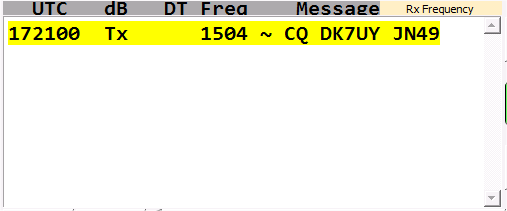 UTC dB DT Freq Message Rx Frequency
172100 Tx 1504 ~ CQ DK7UY JN49